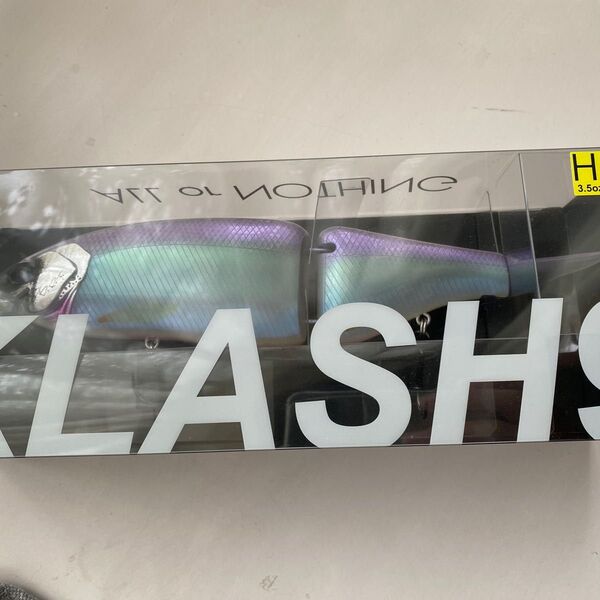 H
3.5oz
ALL or NOTHING
KLASHS